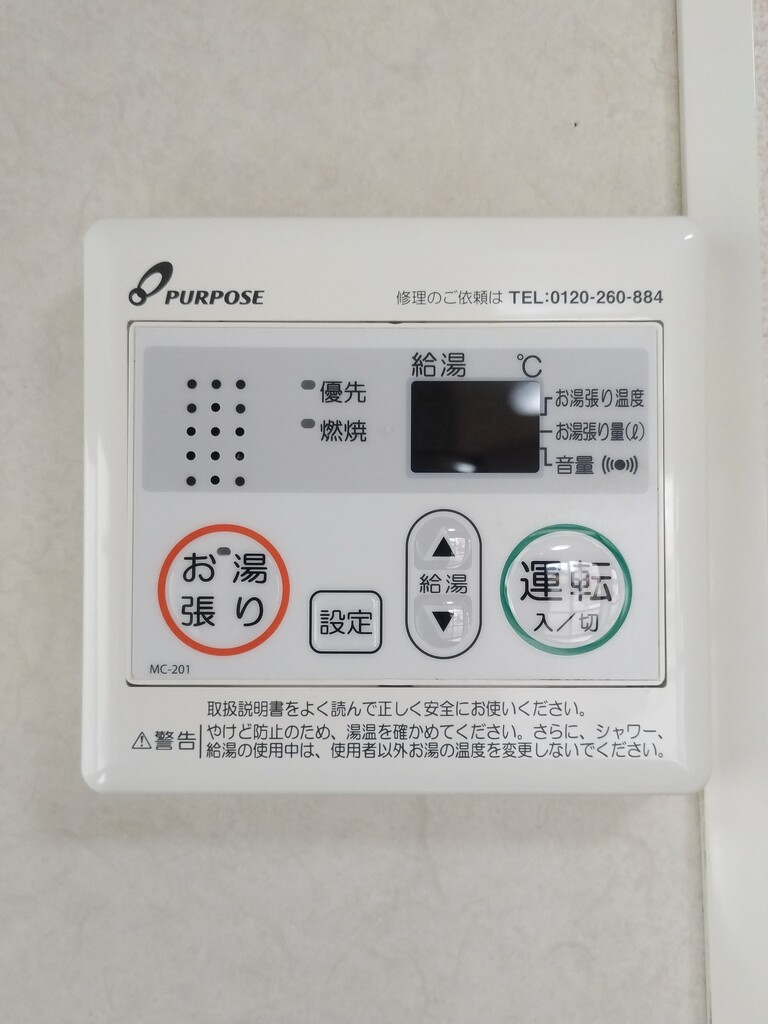 PURPOSE
修理のご依頼は TEL:0120-260-884
給湯 ℃
優先
燃焼
お湯張り温度
お湯張り量(ℓ)
音量
お湯
張り
設定
▲
給湯
▼
運転
入/切
MC-201
取扱説明書をよく読んで正しく安全にお使いください。
⚠警告
やけど防止のため、湯温を確かめてください。さらに、シャワー、
給湯の使用中は、使用者以外お湯の温度を変更しないでください。